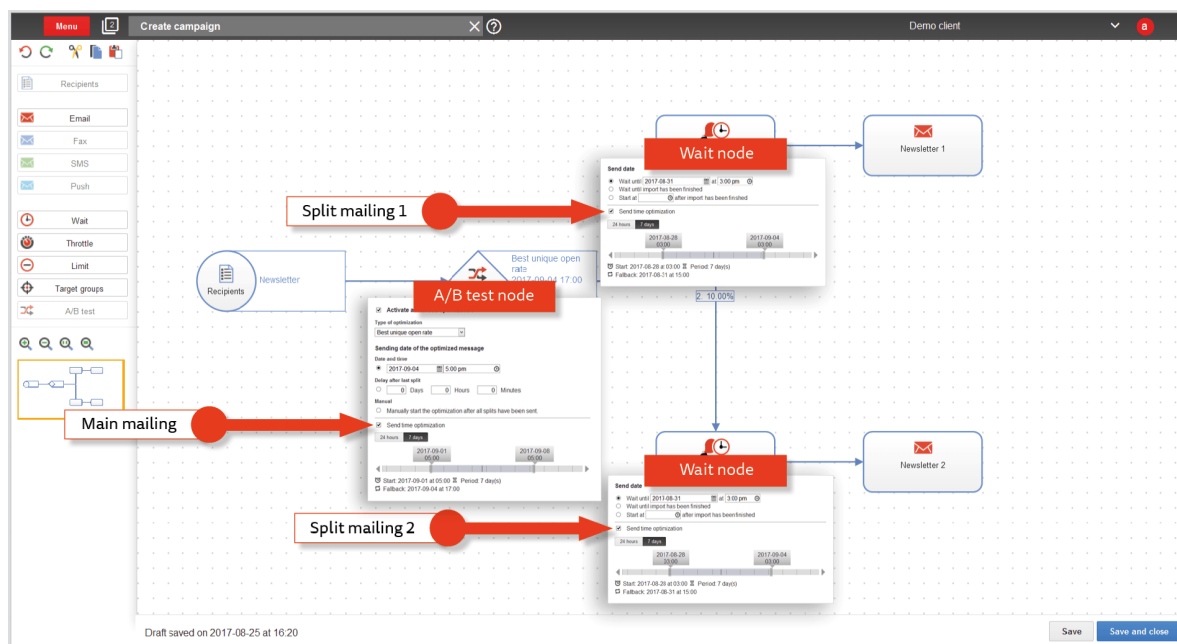 Menu
2
Create campaign
Demo client
a
Recipients
Email
Fax
SMS
Push
Wait
Throttle
Limit
Target groups
A/B test
Main mailing
Split mailing 1
Split mailing 2
Recipients
Newsletter
Best unique open
rate
2017-09-04 17:00
A/B test node
Activate a
Type of optimization
Best unique open rate
Sending date of the optimized message
Date and time
2017-09-04 5:00 pm
Delay after last split
0 Days 0 Hours 0 Minutes
Manual
Manually start the optimization after all splits have been sent
Send time optimization
24 hours 7 days
2017-09-01 2017-09-08
05:00 05:00
Start: 2017-09-01 at 05:00 Period: 7 day(s)
Fallback: 2017-09-04 at 17:00
Wait node
Send date
Wait until 2017-08-31 at 3:00 pm
Wait until import has been finished
Start at after import has been finished
Send time optimization
24 hours 7 days
2017-08-28 2017-09-04
03:00 03:00
Start: 2017-08-28 at 03:00 Period: 7 day(s)
Fallback: 2017-08-31 at 15:00
Newsletter 1
2. 10.00%
Wait node
Send date
Wait until 2017-08-31 at 3:00 pm
Wait until import has been finished
Start at after import has been finished
Send time optimization
24 hours 7 days
2017-08-28 2017-09-04
03:00 03:00
Start: 2017-08-28 at 03:00 Period: 7 day(s)
Fallback: 2017-08-31 at 15:00
Newsletter 2
Draft saved on 2017-08-25 at 16:20
Save
Save and close